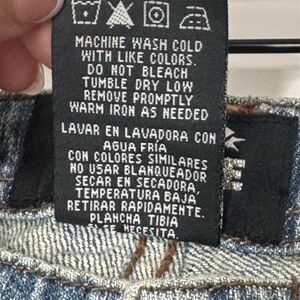 MACHINE WASH COLD
WITH LIKE COLORS.
DO NOT BLEACH
TUMBLE DRY LOW
REMOVE PROMPTLY
WARM IRON AS NEEDED
LAVAR EN LAVADORA CON
AGUA FRÍA
CON COLORES SIMILARES
NO USAR BLANQUEADOR
SECAR EN SECADORA,
TEMPERATURA BAJA
RETIRAR RAPIDAMENTE.
PLANCHA TIBIA
NECESITA.